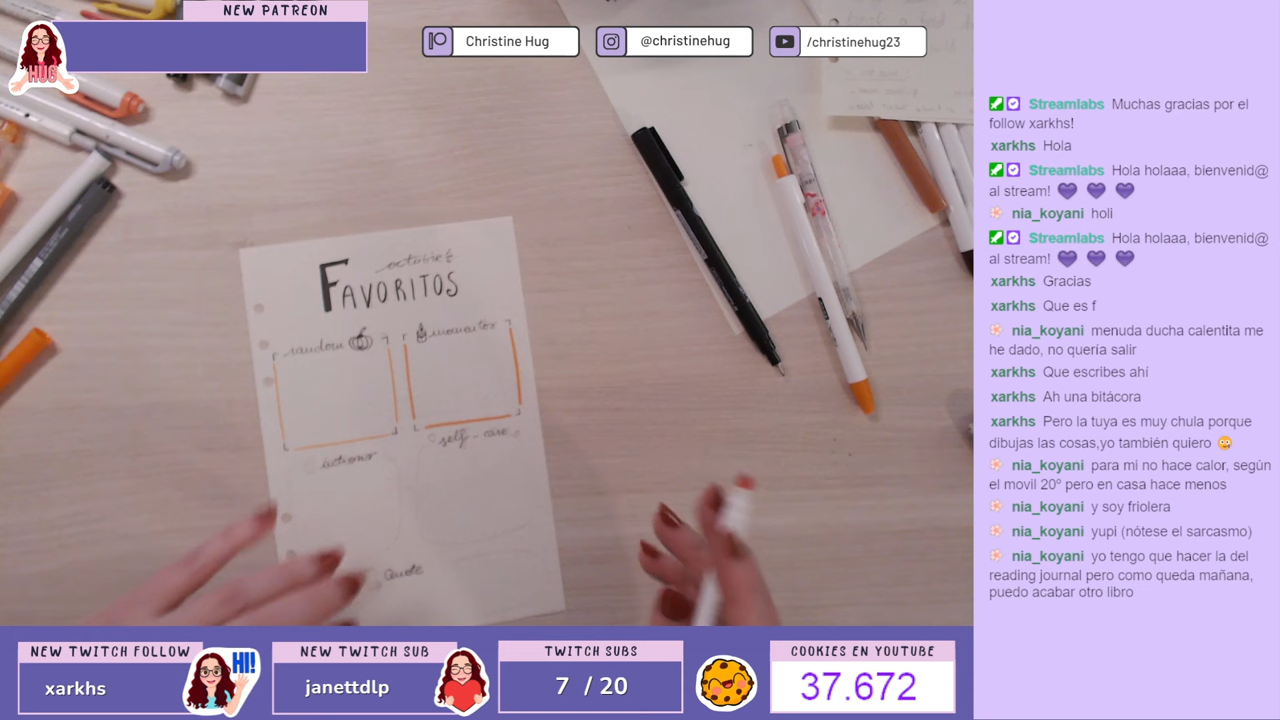 NEW PATREON
HUG
Christine Hug
@christinehug
/christinehug23
octubre
FAVORITOS
random
momentos
actions
self-care
Quote
Streamlabs Muchas gracias por el
follow xarkhs!
xarkhs Hola
Streamlabs Hola holaaa, bienvenid@
al stream!
nia_koyani holi
Streamlabs Hola holaaa, bienvenid@
al stream!
xarkhs Gracias
xarkhs Que es f
nia_koyani menuda ducha calentita me
he dado, no quería salir
xarkhs Que escribes ahí
xarkhs Ah una bitácora
xarkhs Pero la tuya es muy chula porque
dibujas las cosas,yo también quiero
nia_koyani para mi no hace calor, según
el movil 20º pero en casa hace menos
nia_koyani y soy friolera
nia_koyani yupi (nótese el sarcasmo)
nia_koyani yo tengo que hacer la del
reading journal pero como queda mañana,
puedo acabar otro libro
NEW TWITCH FOLLOW
xarkhs
HI!
NEW TWITCH SUB
janettdlp
TWITCH SUBS
7 / 20
COOKIES EN YOUTUBE
37.672